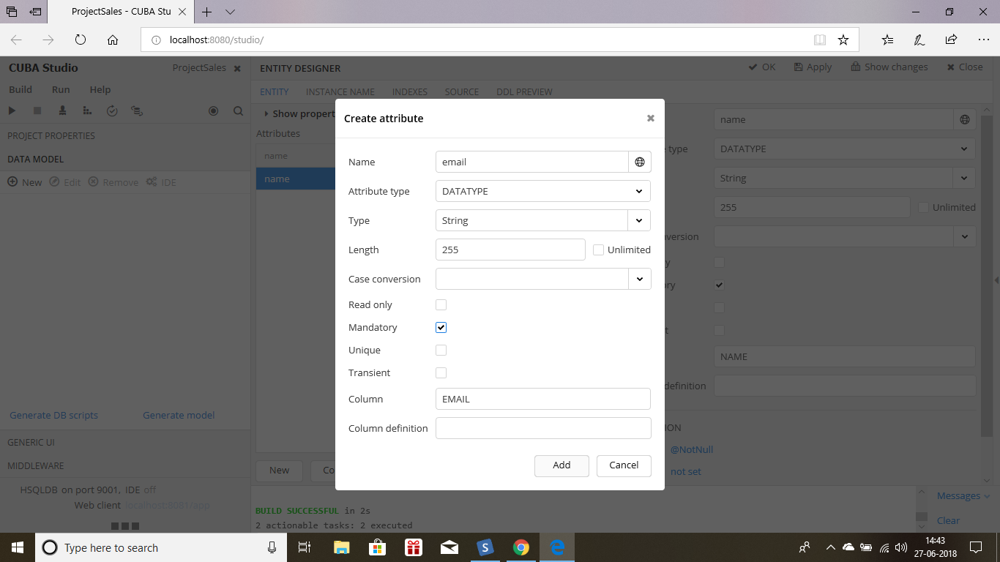 ProjectSales - CUBA Stu
localhost:8080/studio/
CUBA Studio
ProjectSales
ENTITY DESIGNER
OK
Apply
Show changes
Close
Build
Run
Help
ENTITY
INSTANCE NAME
INDEXES
SOURCE
DDL PREVIEW
PROJECT PROPERTIES
DATA MODEL
New
Edit
Remove
IDE
Show propert
Attributes
name
name
Create attribute
Name
email
Attribute type
DATATYPE
Type
String
Length
255
Unlimited
Case conversion
Read only
Mandatory
Unique
Transient
Column
EMAIL
Column definition
Add
Cancel
name
e type
DATATYPE
String
255
Unlimited
version
y
ry
t
NAME
definition
ON
@NotNull
not set
Generate DB scripts
Generate model
GENERIC UI
MIDDLEWARE
New
Co
HSQLDB on port 9001, IDE off
Web client localhost:8081/app
BUILD SUCCESSFUL in 2s
2 actionable tasks: 2 executed
Messages
Clear
Type here to search
14:43
27-06-2018